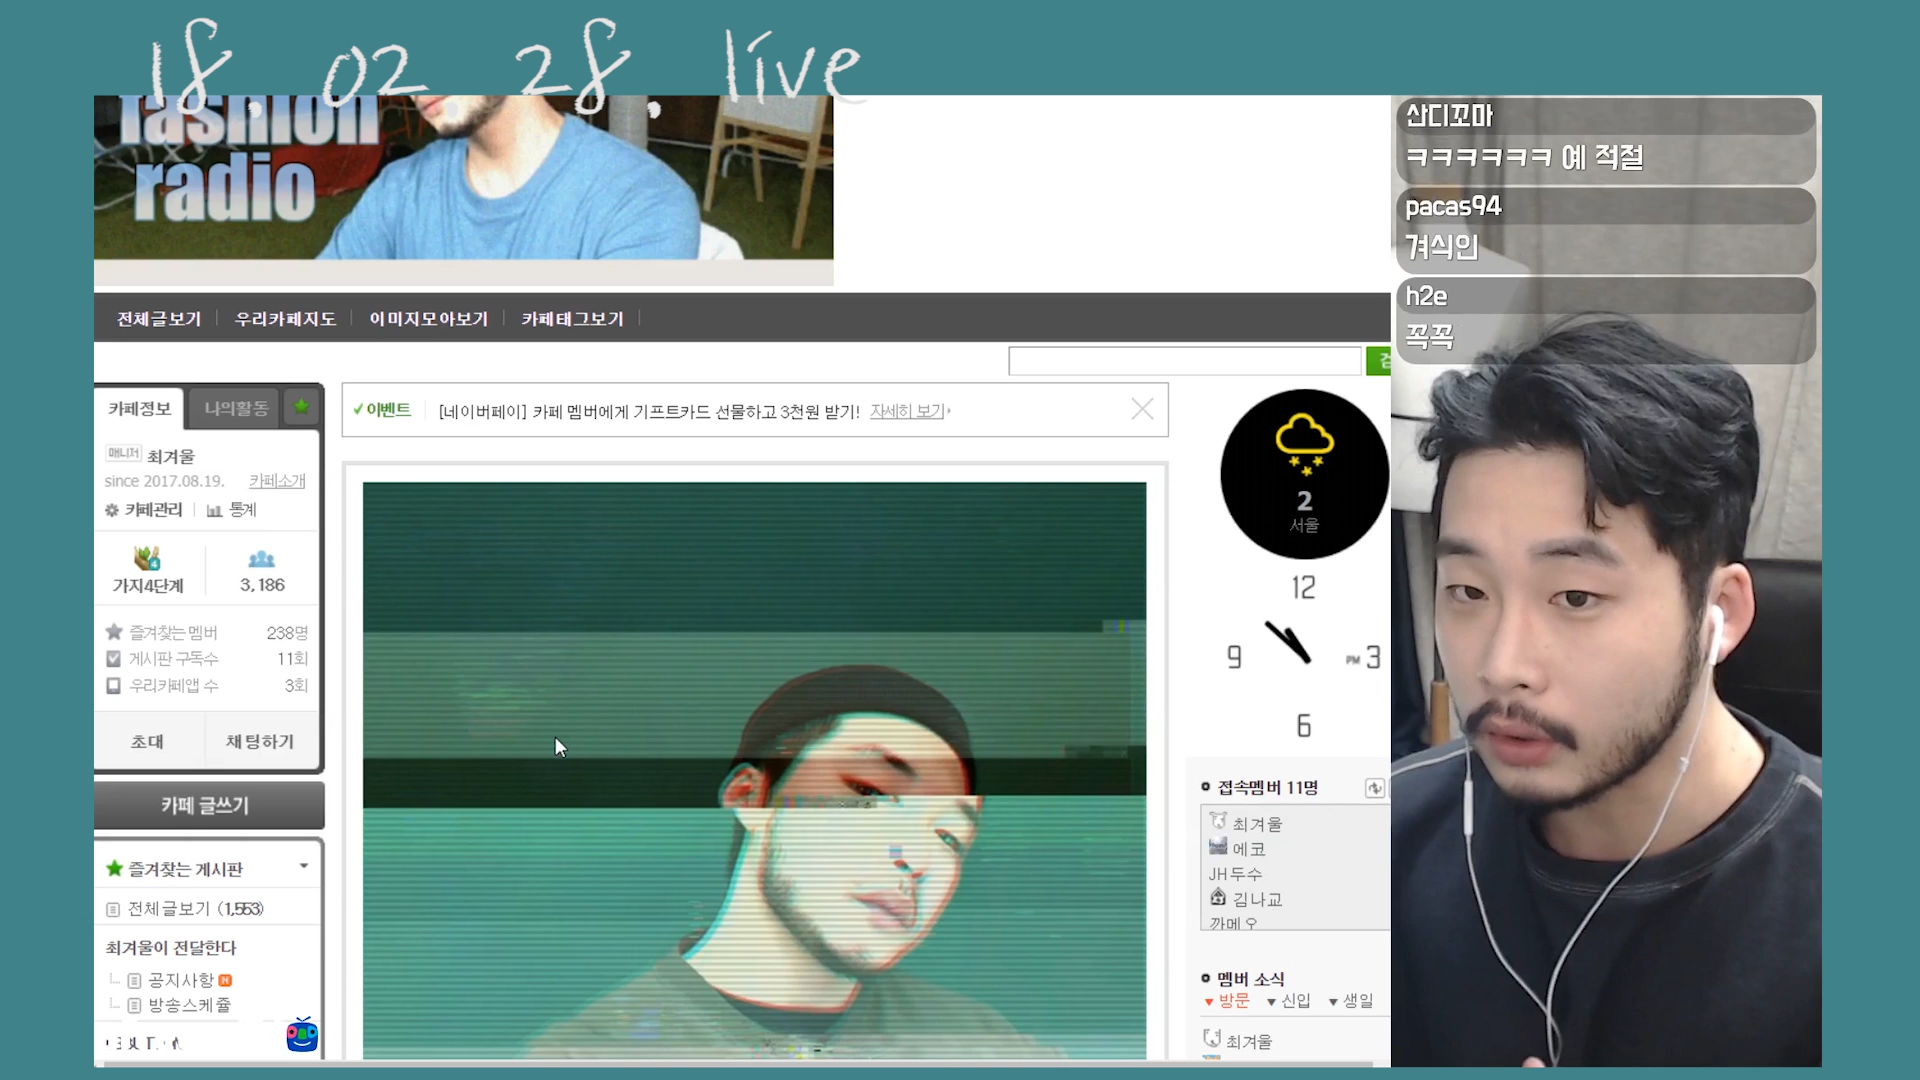 18. 02. 28. live
fashion
radio
전체글보기
우리카페지도
이미지모아보기
카페태그보기
카페정보
나의활동
✓이벤트
[네이버페이] 카페 멤버에게 기프트카드 선물하고 3천원 받기!
자세히 보기
매니저 최겨울
since 2017.08.19.
카페소개
카페관리
통계
가지4단계
3,186
즐겨찾는 멤버 238명
게시판 구독수 11회
우리카페앱 수 3회
초대
채팅하기
카페 글쓰기
즐겨찾는 게시판
전체글보기 (1,553)
최겨울이 전달한다
공지사항 N
방송스케쥴
2
서울
12
9
PM 3
6
접속멤버 11명
최겨울
에코
JH두수
김나교
까메오
멤버 소식
▼방문 ▼신입 ▼생일
최겨울
산디꼬마
ㅋㅋㅋㅋㅋㅋ 예 적절
pacas94
겨식인
h2e
꼭꼭